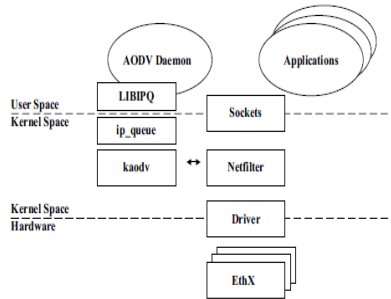 AODV Daemon
Applications
LIBIPQ
User Space
Sockets
Kernel Space
ip_queue
kaodv
Netfilter
Kernel Space
Driver
Hardware
EthX